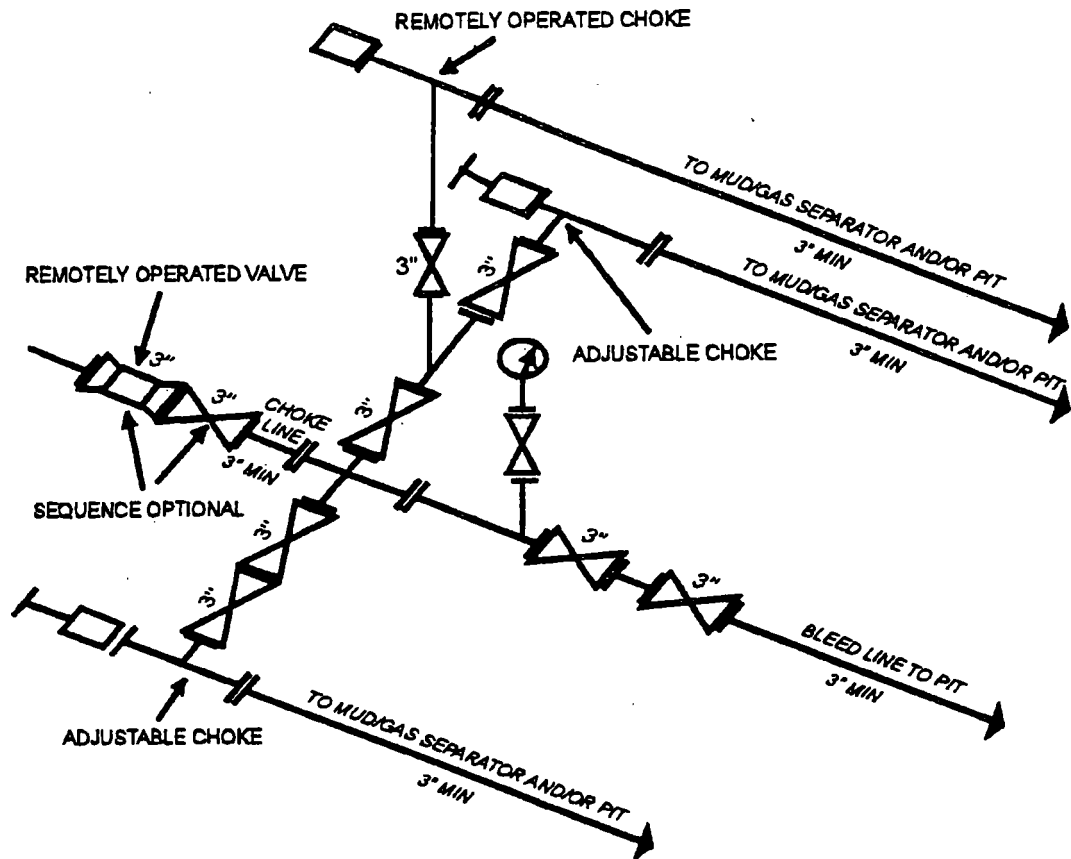 REMOTELY OPERATED CHOKE
TO MUD/GAS SEPARATOR AND/OR PIT
3" MIN
3"
3"
TO MUD/GAS SEPARATOR AND/OR PIT
3" MIN
REMOTELY OPERATED VALVE
ADJUSTABLE CHOKE
3"
3"
3"
CHOKE
LINE
3" MIN
SEQUENCE OPTIONAL
3"
3"
3"
3"
BLEED LINE TO PIT
3" MIN
ADJUSTABLE CHOKE
TO MUD/GAS SEPARATOR AND/OR PIT
3" MIN